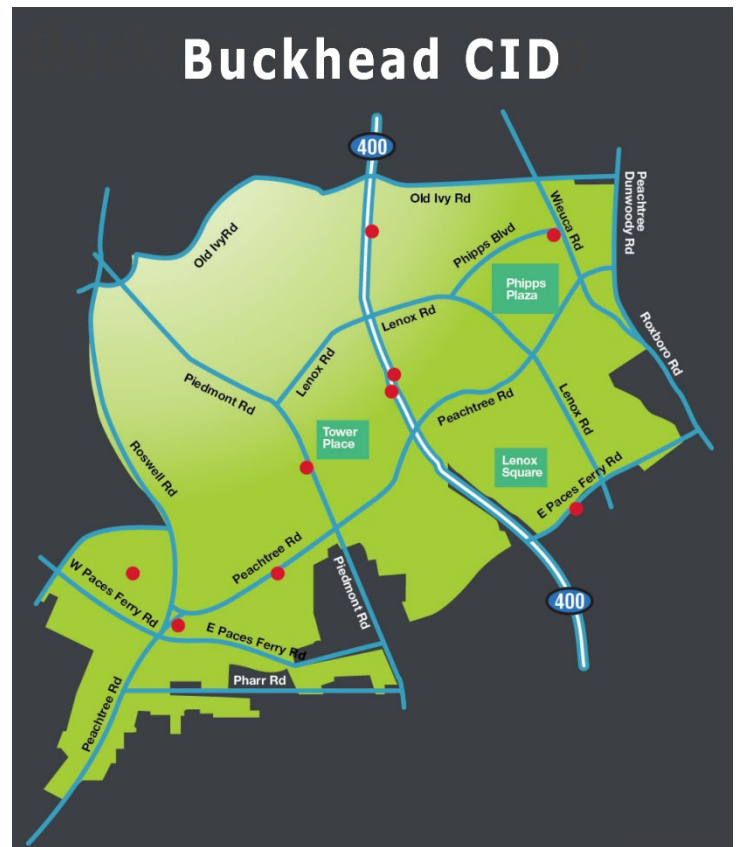 Buckhead CID
400
Old Ivy Rd
Peachtree
Dunwoody Rd
Wieuca Rd
Old IvyRd
Phipps Blvd
Phipps
Plaza
Lenox Rd
Roxboro Rd
Lenox Rd
Piedmont Rd
Peachtree Rd
Lenox Rd
Tower
Place
Roswell Rd
Lenox
Square
E Paces Ferry Rd
Peachtree Rd
W Paces Ferry Rd
Piedmont Rd
400
E Paces Ferry Rd
Pharr Rd
Peachtree Rd